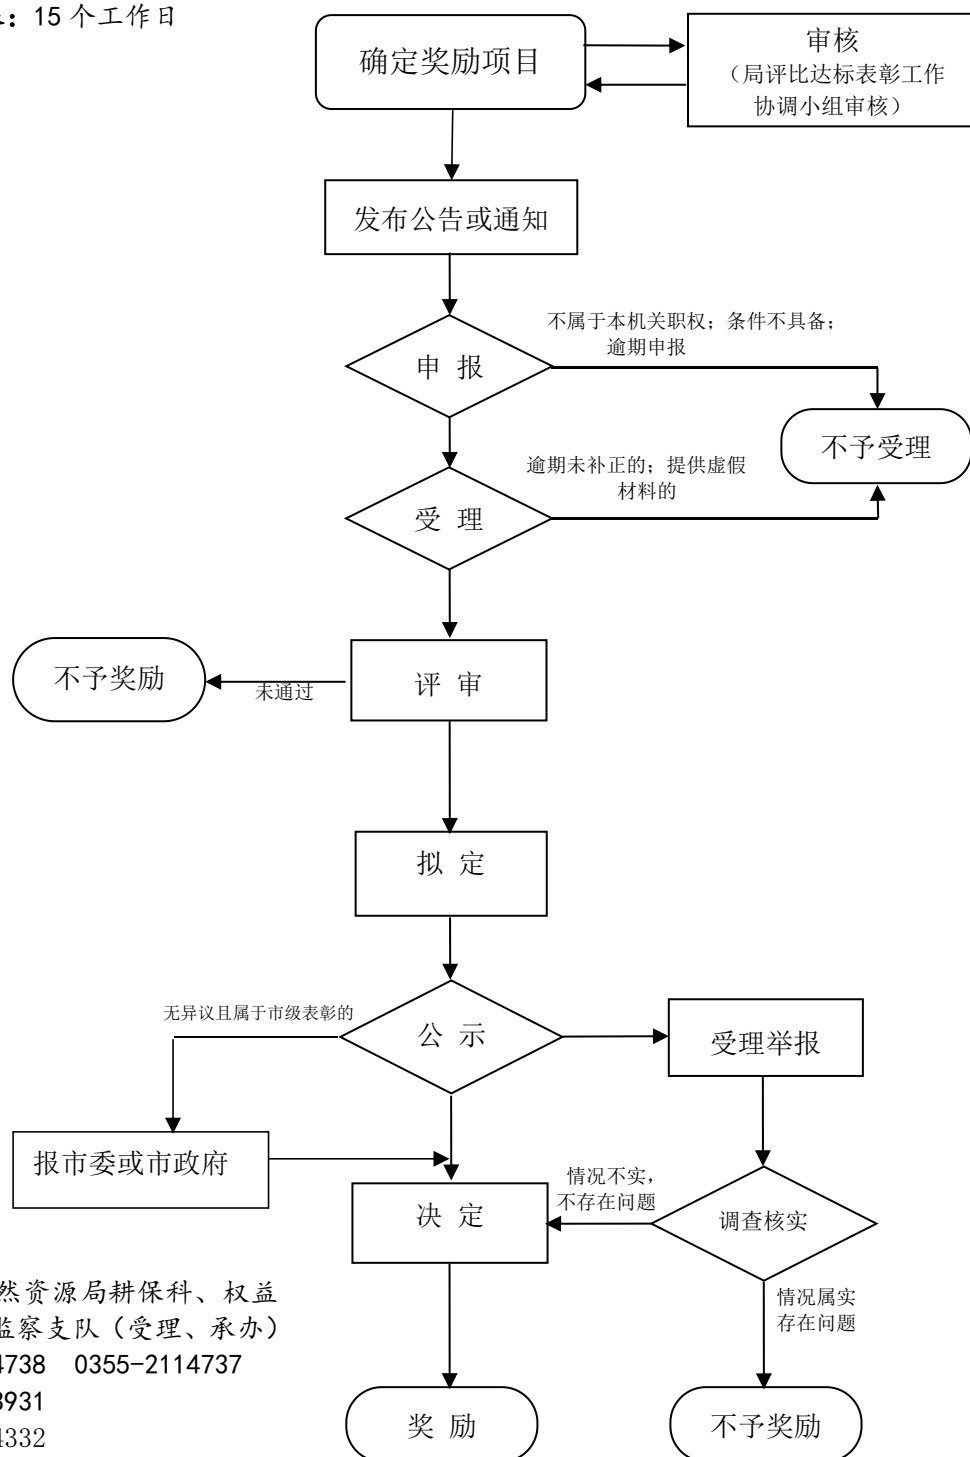 ：15个工作日
确定奖励项目
审核
（局评比达标表彰工作
协调小组审核）
发布公告或通知
不属于本机关职权；条件不具备；
逾期申报
申 报
不予受理
逾期未补正的；提供虚假
材料的
受 理
不予奖励
未通过
评 审
拟 定
无异议且属于市级表彰的
公 示
受理举报
报市委或市政府
情况不实，
不存在问题
决 定
调查核实
然资源局耕保科、权益
监察支队（受理、承办）
4738 0355-2114737
3931
4332
情况属实
存在问题
奖 励
不予奖励